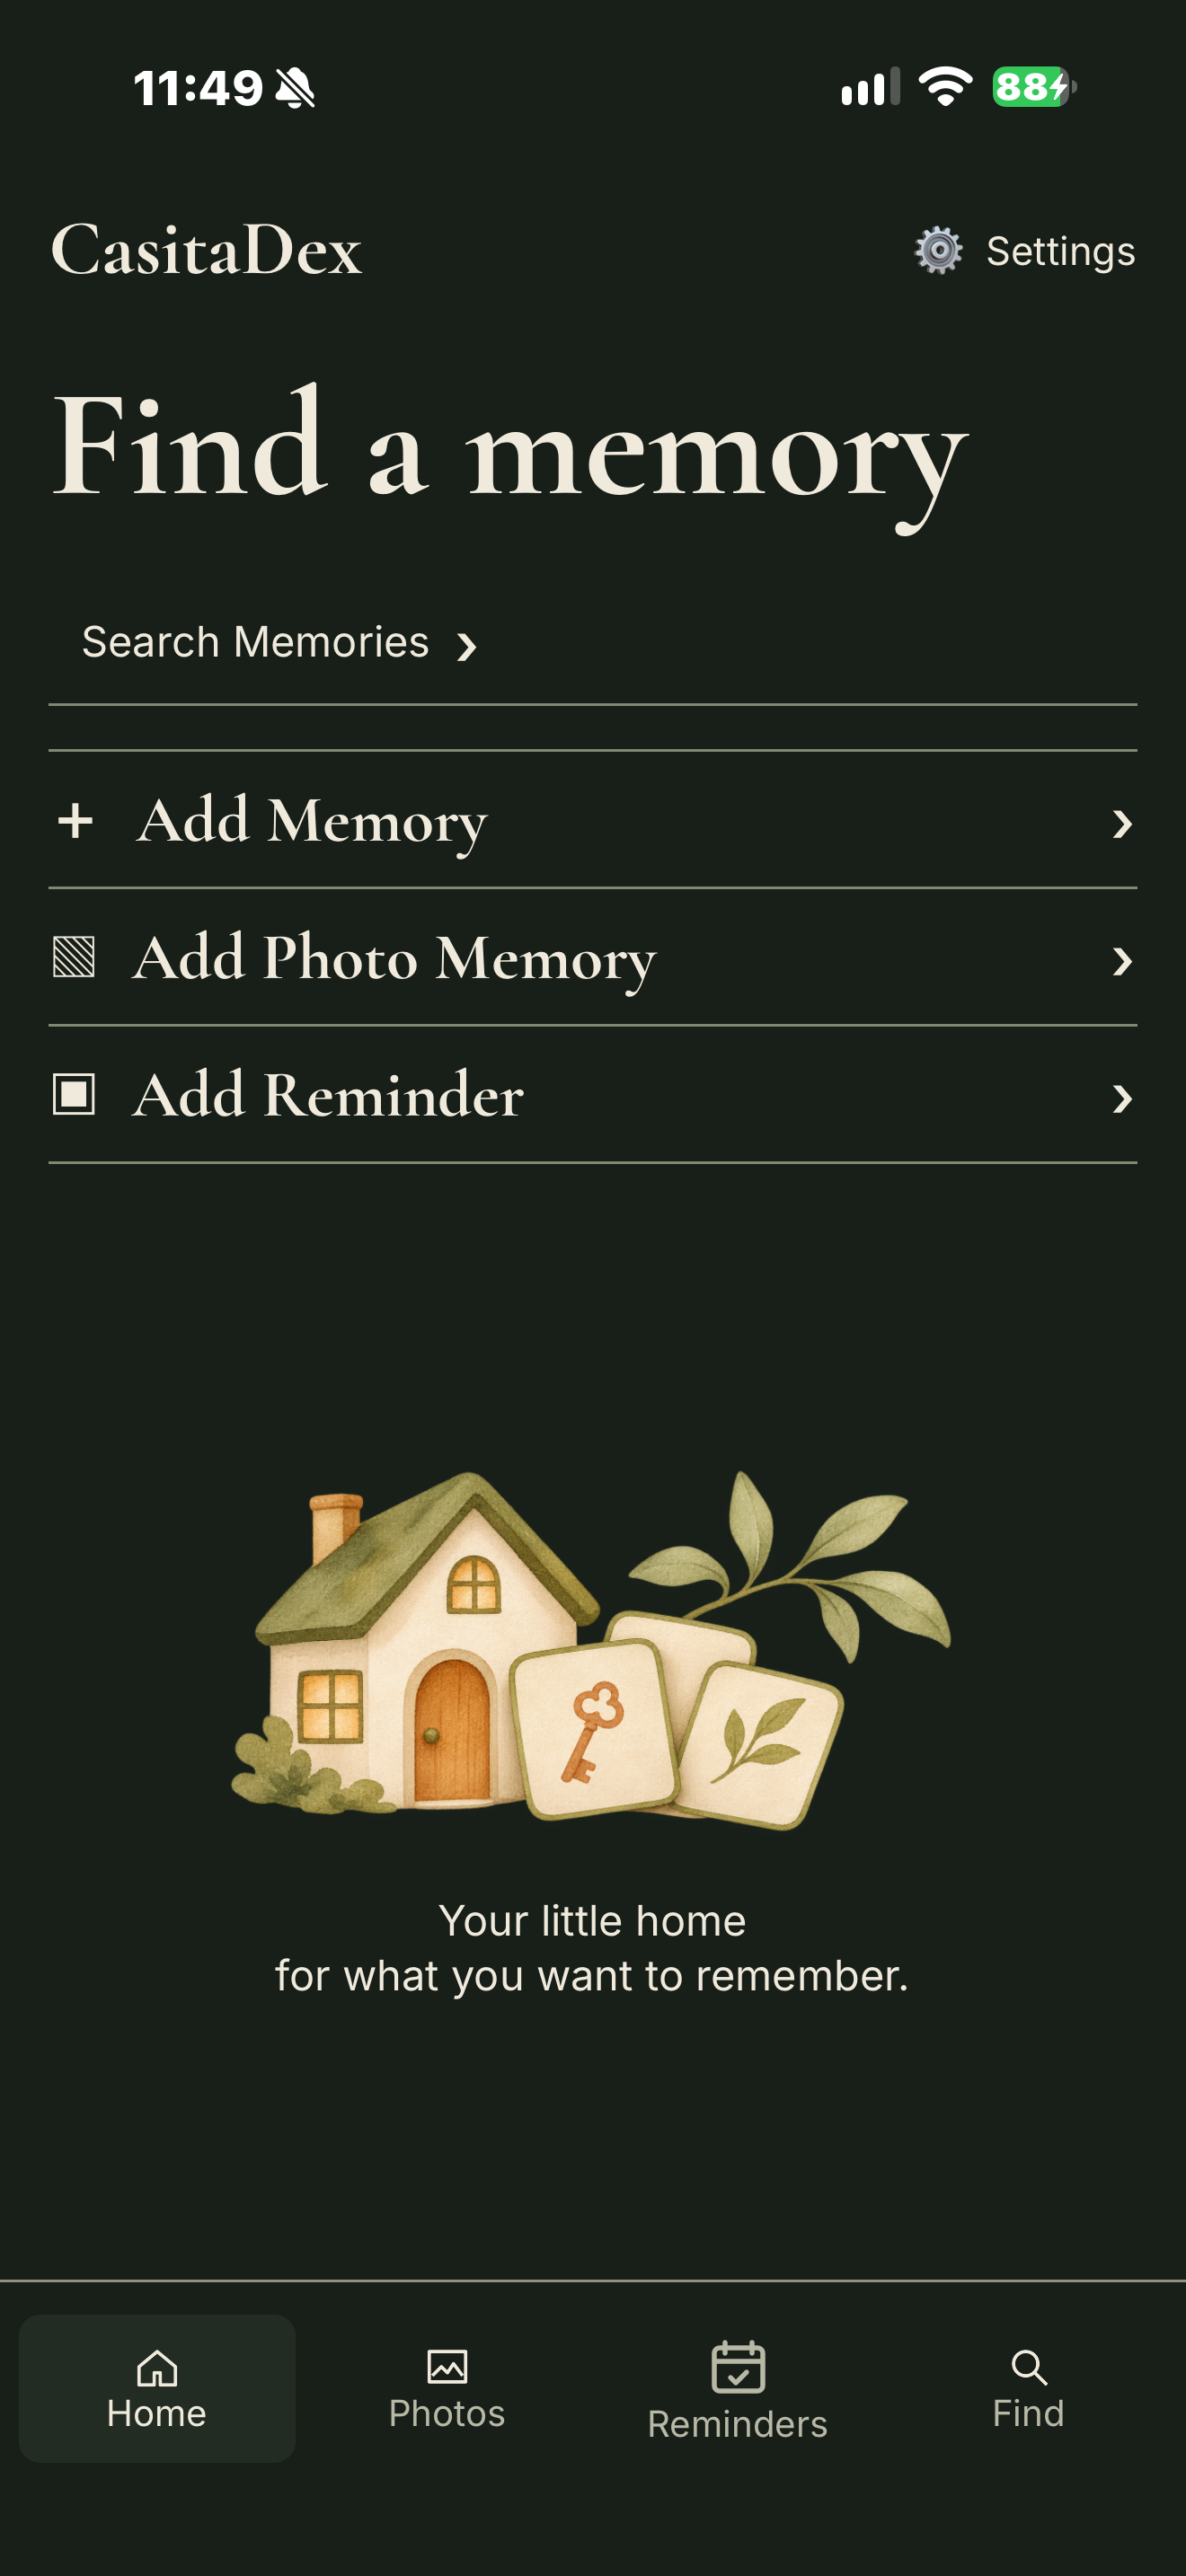 11:49
88
CasitaDex
Settings
Find a memory
Search Memories ›
+ Add Memory ›
▧ Add Photo Memory ›
▣ Add Reminder ›
Your little home
for what you want to remember.
Home
Photos
Reminders
Find